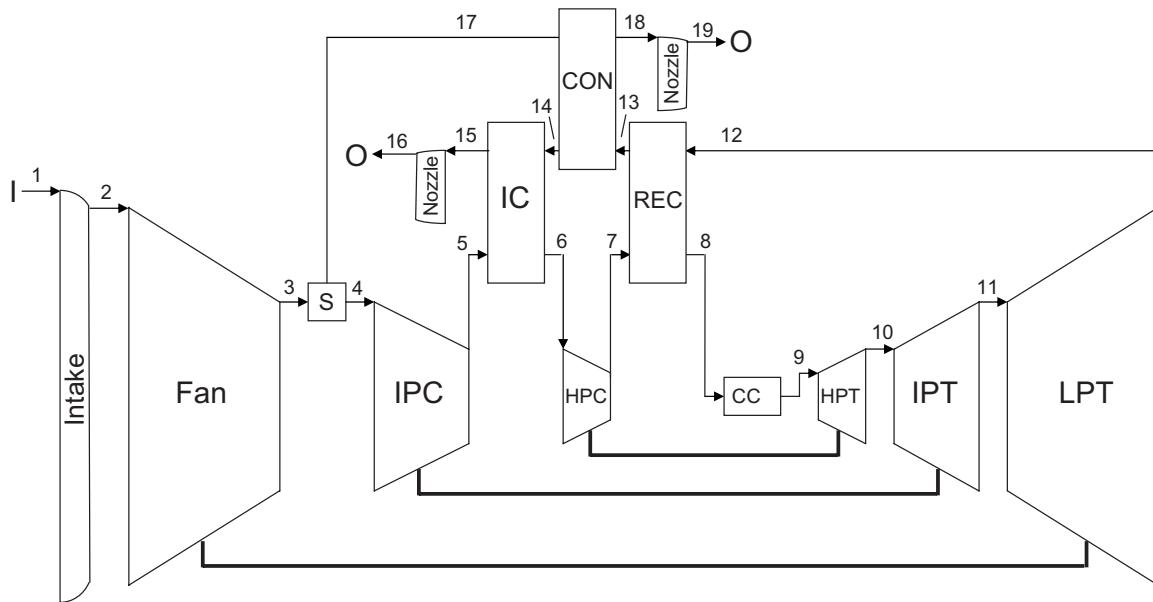 17
18
19
O
CON
Nozzle
14
13
12
O
16
15
Nozzle
IC
REC
I
1
2
5
6
7
8
3
S
4
11
10
9
Intake
Fan
IPC
HPC
CC
HPT
IPT
LPT